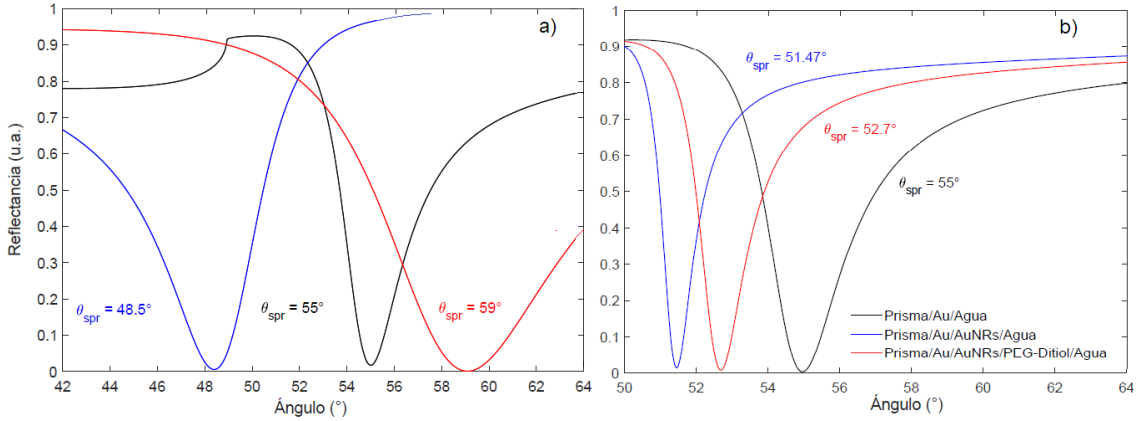 a)
1
0.9
0.8
0.7
0.6
0.5
0.4
0.3
0.2
0.1
0
Reflectancia (u.a.)
θspr = 48.5°
θspr = 55°
θspr = 59°
42 44 46 48 50 52 54 56 58 60 62 64
Ángulo (°)
b)
1
0.9
0.8
0.7
0.6
0.5
0.4
0.3
0.2
0.1
0
θspr = 51.47°
θspr = 52.7°
θspr = 55°
Prisma/Au/Agua
Prisma/Au/AuNRs/Agua
Prisma/Au/AuNRs/PEG-Ditiol/Agua
50 52 54 56 58 60 62 64
Ángulo (°)